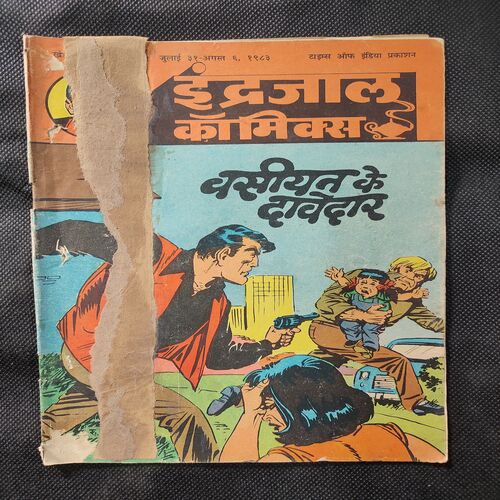 जुलाई ३१-अगस्त ६, १९८३
टाइम्स ऑफ इंडिया प्रकाशन
इंद्रजाल
कॉमिक्स
वसीयत के
दावेदार